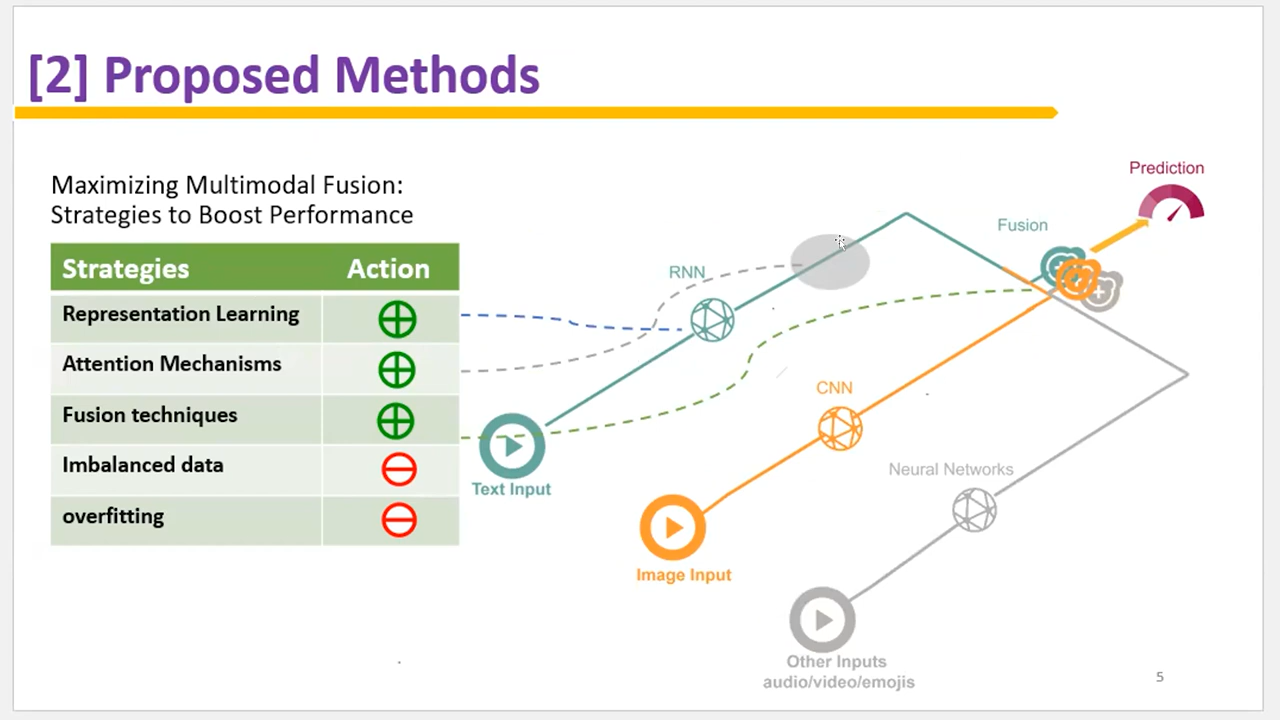 [2] Proposed Methods
Maximizing Multimodal Fusion:
Strategies to Boost Performance
Strategies Action
Representation Learning
Attention Mechanisms
Fusion techniques
Imbalanced data
overfitting
Prediction
Fusion
RNN
CNN
Text Input
Neural Networks
Image Input
Other Inputs
audio/video/emojis
5